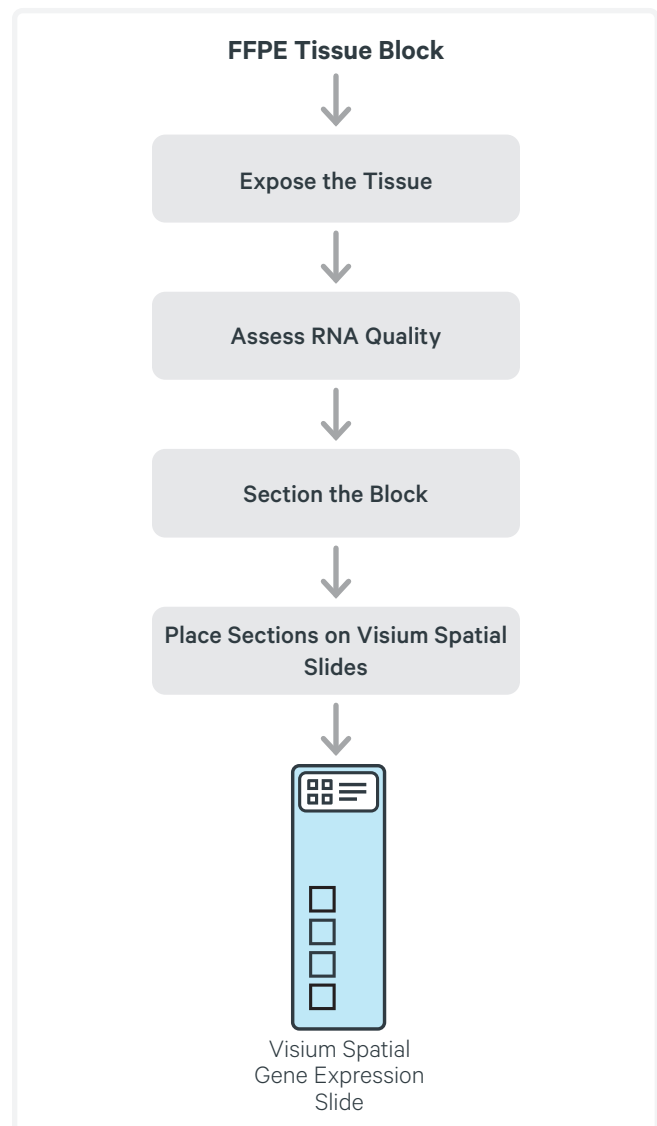 FFPE Tissue Block
Expose the Tissue
Assess RNA Quality
Section the Block
Place Sections on Visium Spatial
Slides
Visium Spatial
Gene Expression
Slide